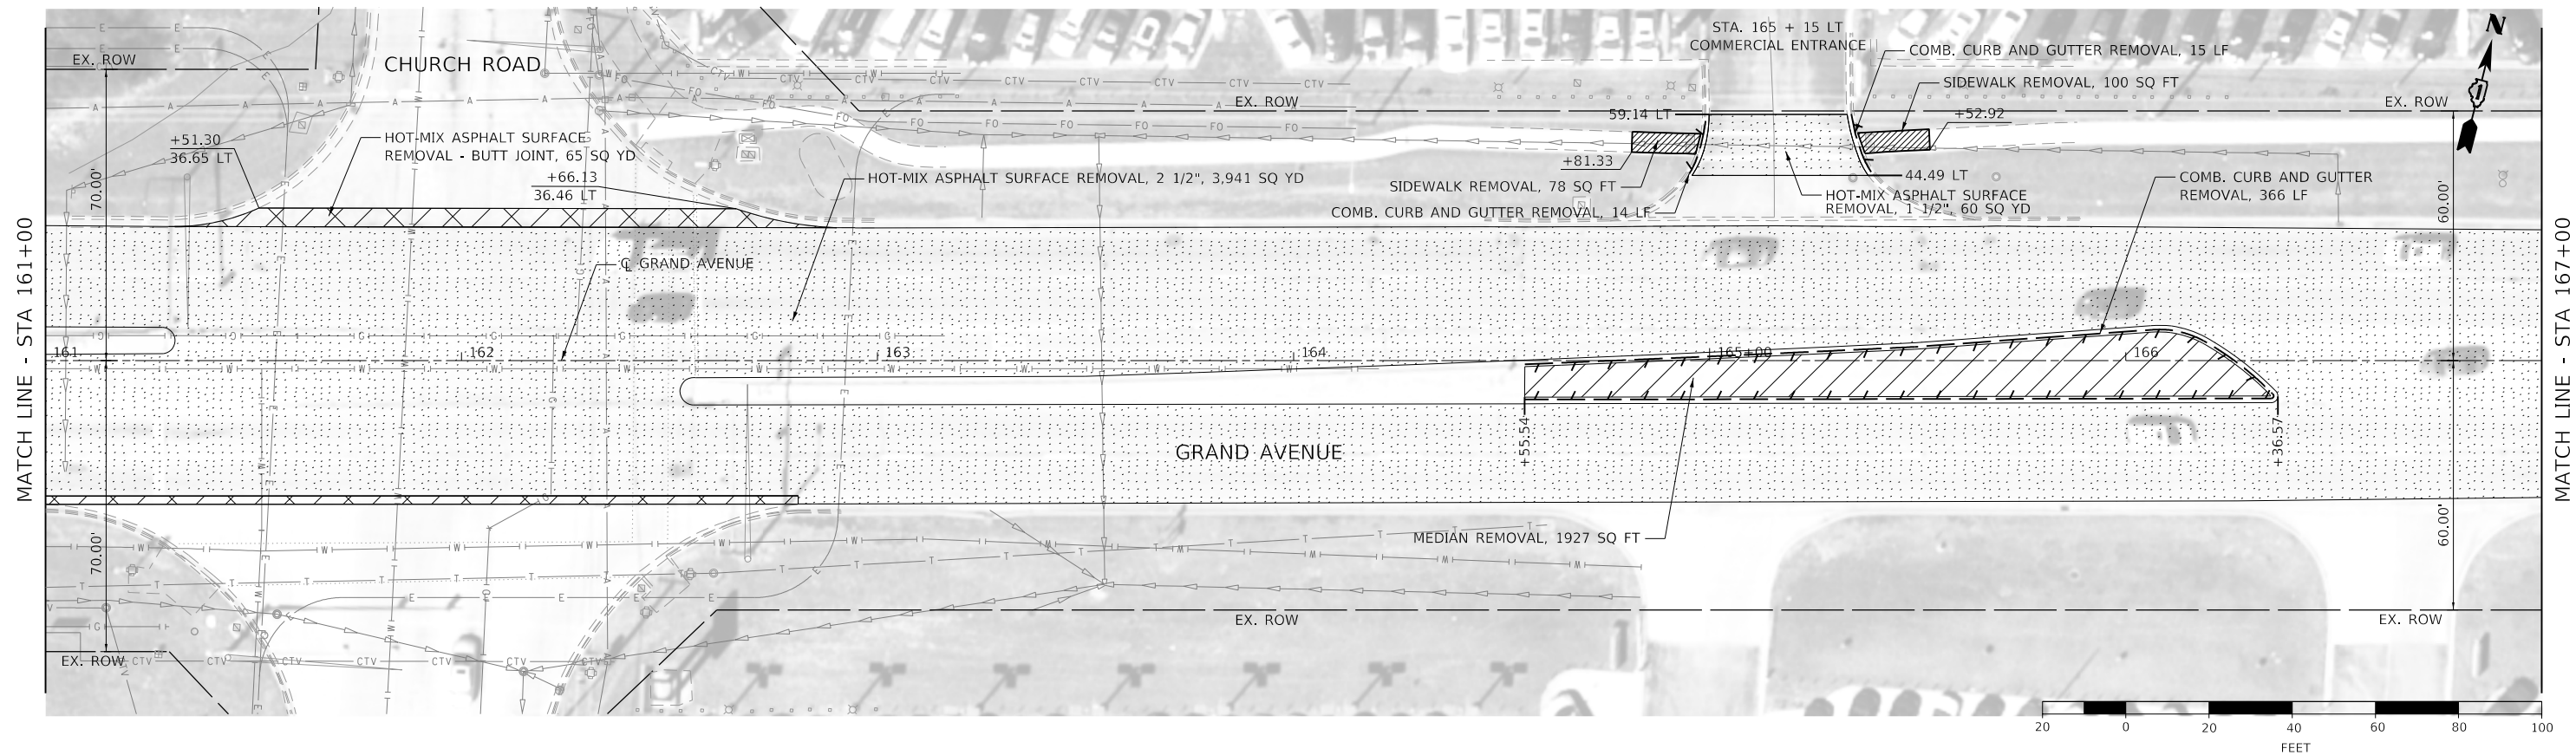 MATCH LINE - STA 161+00
EX. ROW
CHURCH ROAD
+51.30
36.65 LT
HOT-MIX ASPHALT SURFACE
REMOVAL - BUTT JOINT, 65 SQ YD
+66.13
36.46 LT
70.00'
HOT-MIX ASPHALT SURFACE REMOVAL, 2 1/2", 3,941 SQ YD
EX. ROW
STA. 165 + 15 LT
COMMERCIAL ENTRANCE
COMB. CURB AND GUTTER REMOVAL, 15 LF
SIDEWALK REMOVAL, 100 SQ FT
+52.92
59.14 LT
+81.33
SIDEWALK REMOVAL, 78 SQ FT
COMB. CURB AND GUTTER REMOVAL, 14 LF
44.49 LT
HOT-MIX ASPHALT SURFACE
REMOVAL, 1 1/2", 60 SQ YD
COMB. CURB AND GUTTER
REMOVAL, 366 LF
EX. ROW
N
60.00'
℄ GRAND AVENUE
161
162
163
164
165+00
166
GRAND AVENUE
+55.54
+36.57
MEDIAN REMOVAL, 1927 SQ FT
70.00'
60.00'
EX. ROW
EX. ROW
EX. ROW
MATCH LINE - STA 167+00
20 0 20 40 60 80 100
FEET